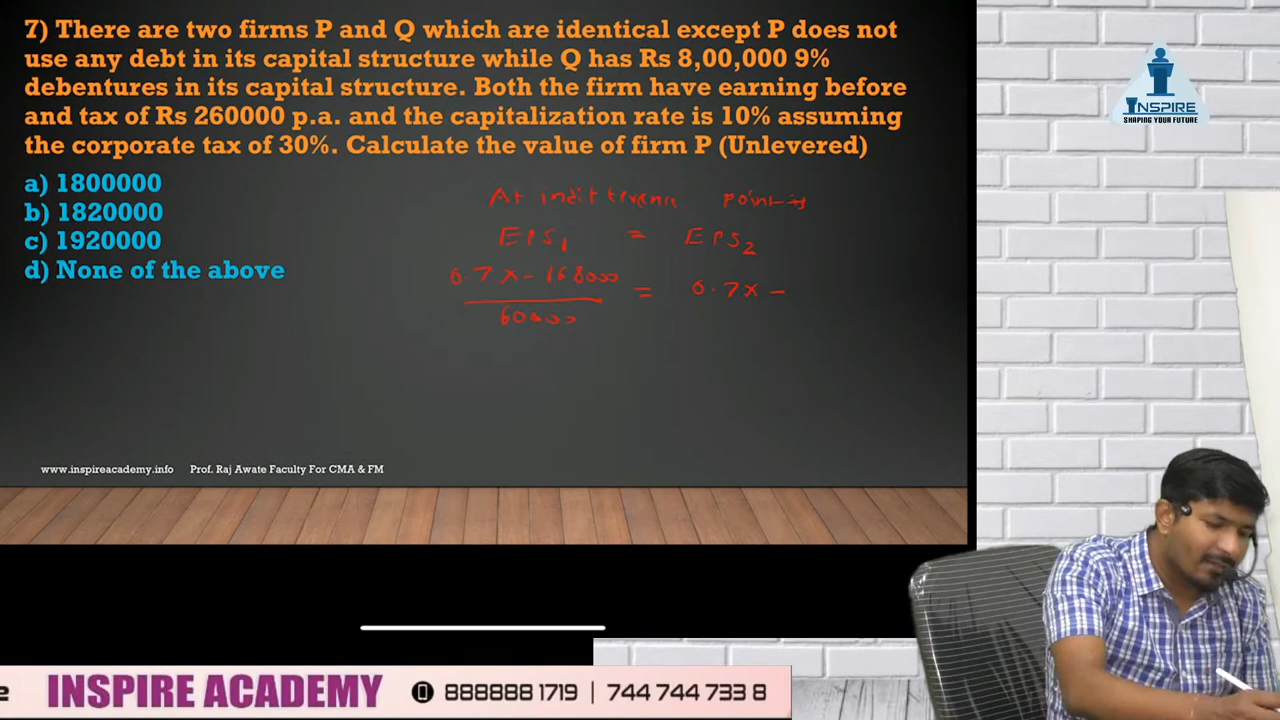 7) There are two firms P and Q which are identical except P does not
use any debt in its capital structure while Q has Rs 8,00,000 9%
debentures in its capital structure. Both the firm have earning before
and tax of Rs 260000 p.a. and the capitalization rate is 10% assuming
the corporate tax of 30%. Calculate the value of firm P (Unlevered)
a) 1800000
b) 1820000
c) 1920000
d) None of the above
At indifference point
EPS1 = EPS2
0.7x - 168000 = 0.7x -
60000
www.inspireacademy.info Prof. Raj Awate Faculty For CMA & FM
INSPIRE
SHAPING YOUR FUTURE
e INSPIRE ACADEMY 888888 1719 | 744 744 733 8